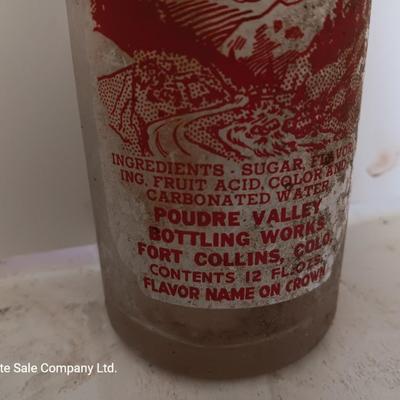 INGREDIENTS - SUGAR, FLAVOR-
ING, FRUIT ACID, COLOR AND
CARBONATED WATER
POUDRE VALLEY
BOTTLING WORKS
FORT COLLINS, COLO.
CONTENTS 12 FL. OZS.
FLAVOR NAME ON CROWN
te Sale Company Ltd.